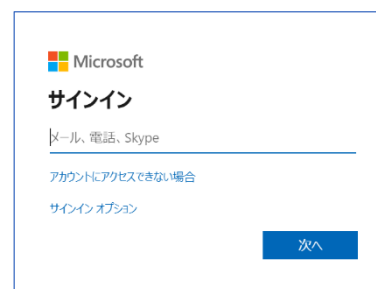 Microsoft
サインイン
メール、電話、Skype
アカウントにアクセスできない場合
サインイン オプション
次へ